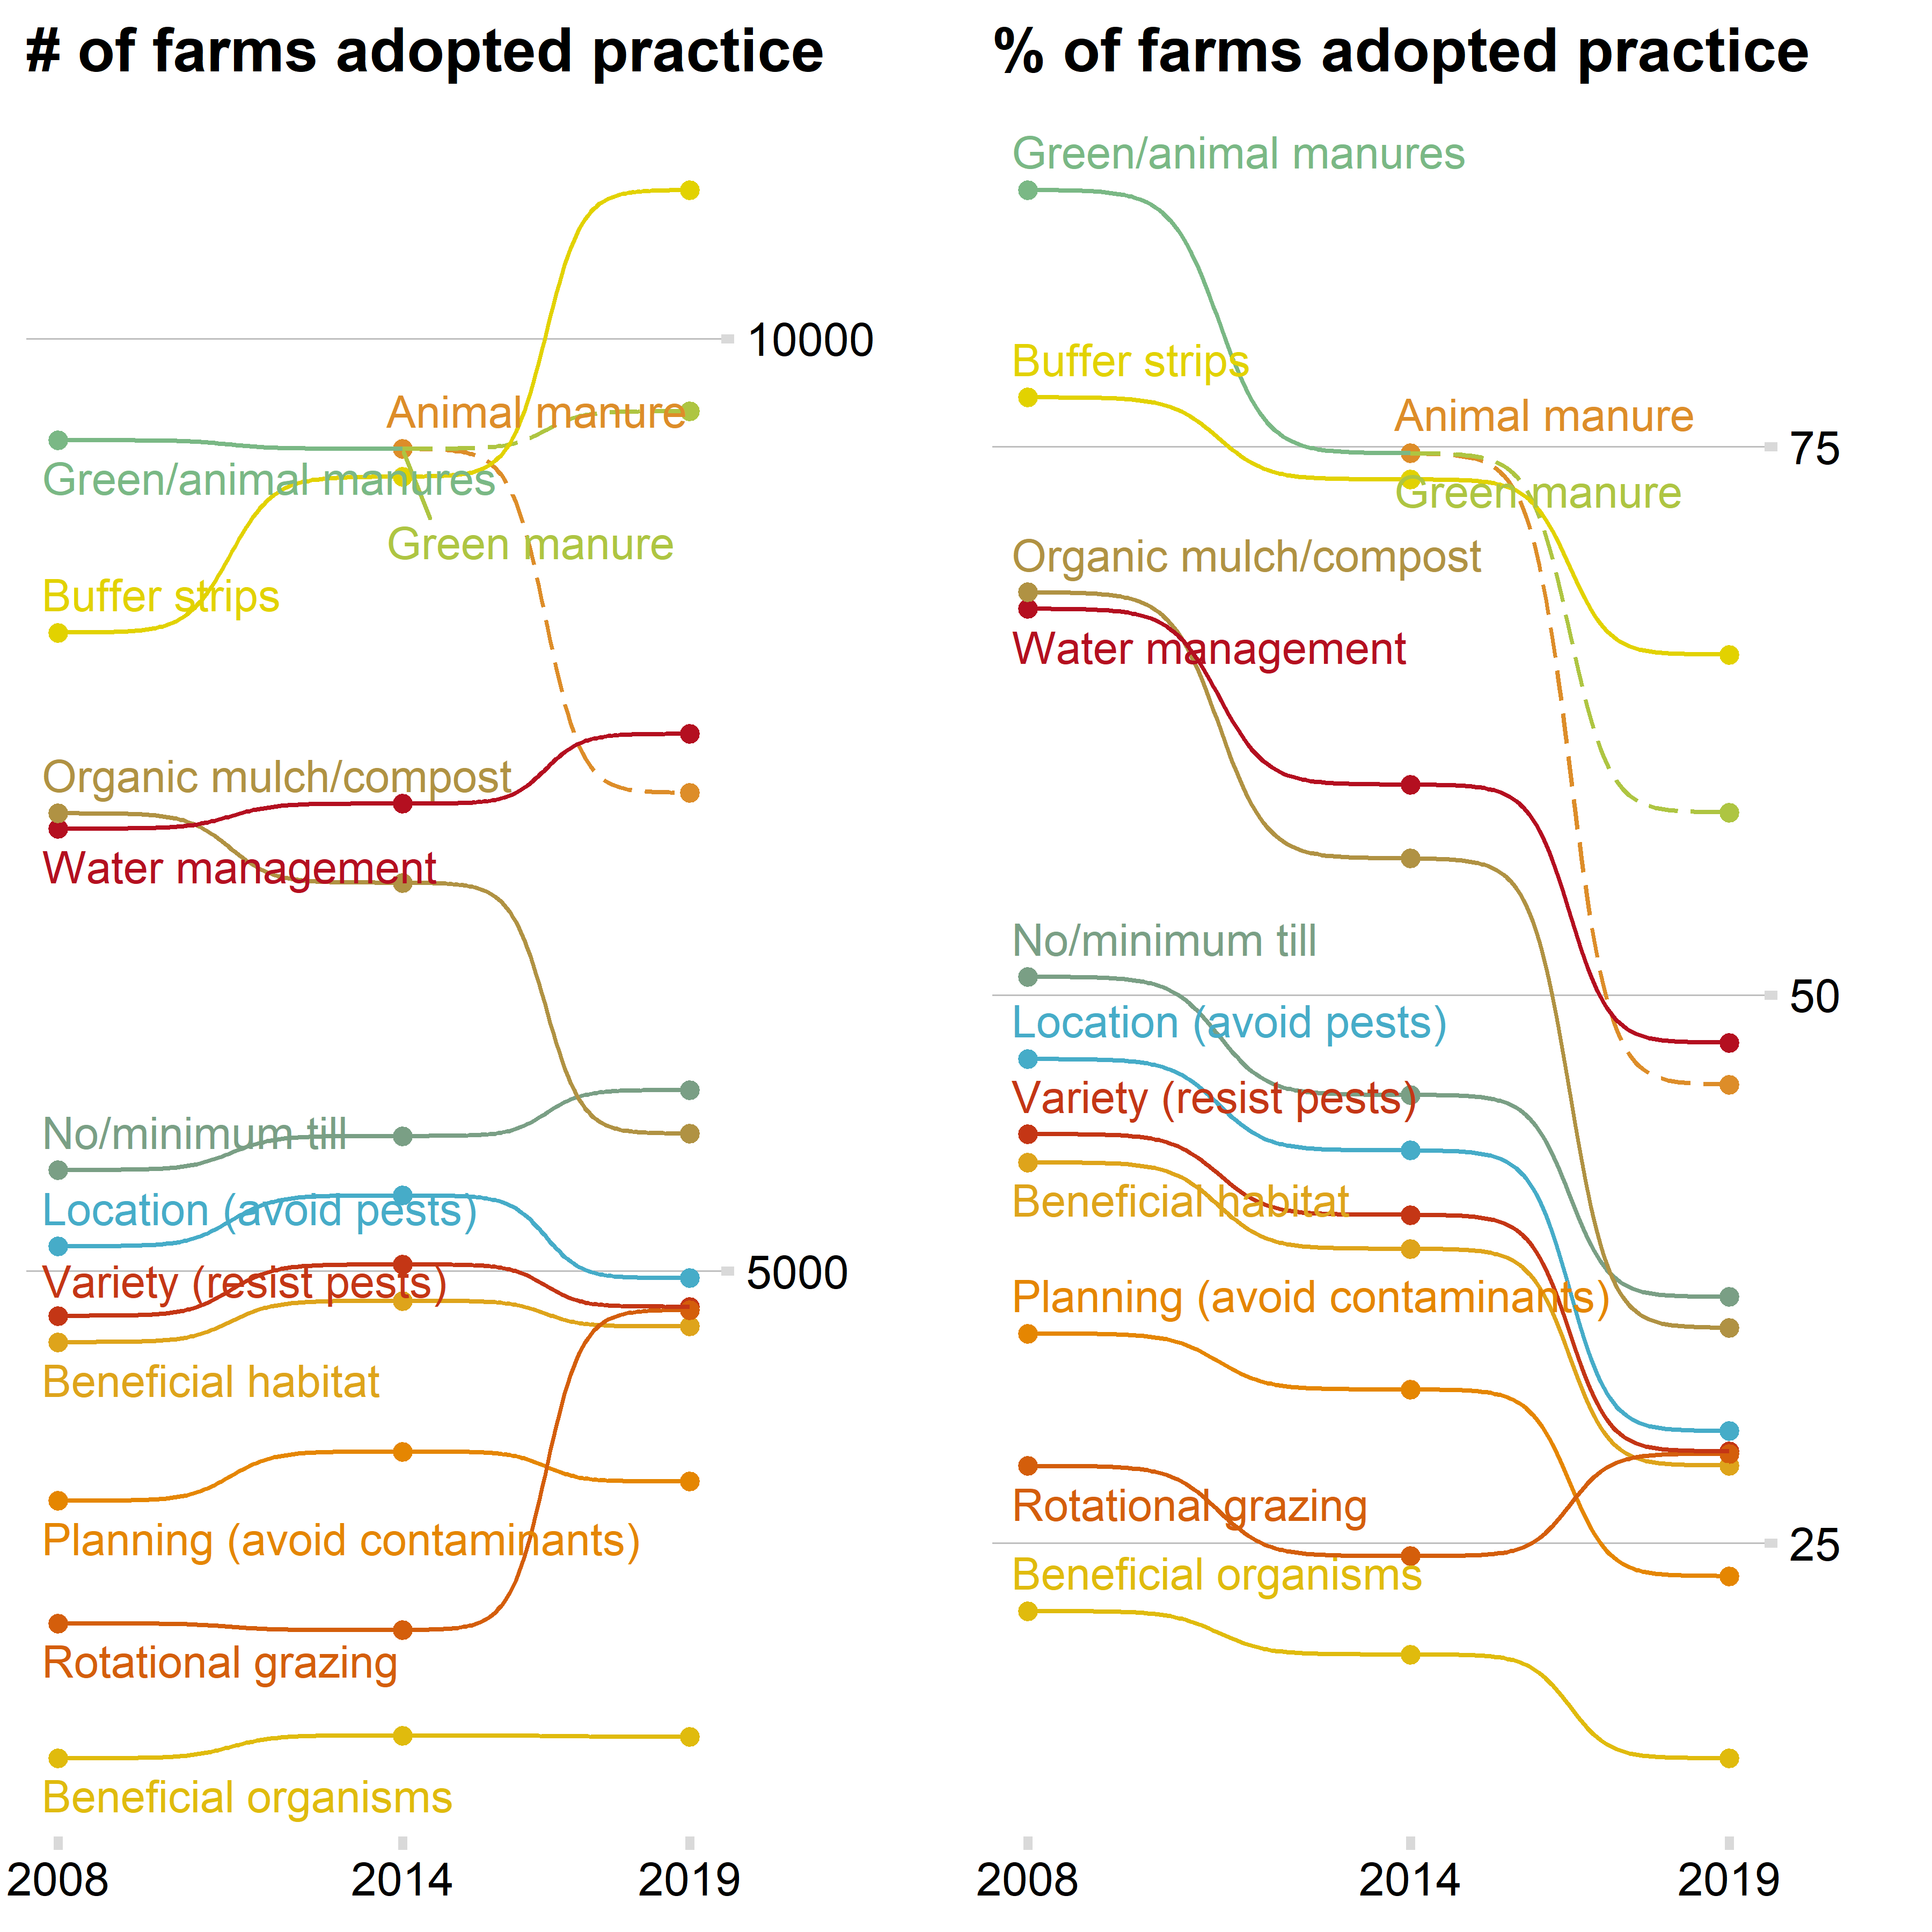 # of farms adopted practice
10000
Animal manure
Green/animal manures
Green manure
Buffer strips
Organic mulch/compost
Water management
No/minimum till
Location (avoid pests)
5000
Variety (resist pests)
Beneficial habitat
Planning (avoid contaminants)
Rotational grazing
Beneficial organisms
2008 2014 2019
% of farms adopted practice
Green/animal manures
Buffer strips
Animal manure
75
Green manure
Organic mulch/compost
Water management
No/minimum till
50
Location (avoid pests)
Variety (resist pests)
Beneficial habitat
Planning (avoid contaminants)
Rotational grazing
25
Beneficial organisms
2008 2014 2019